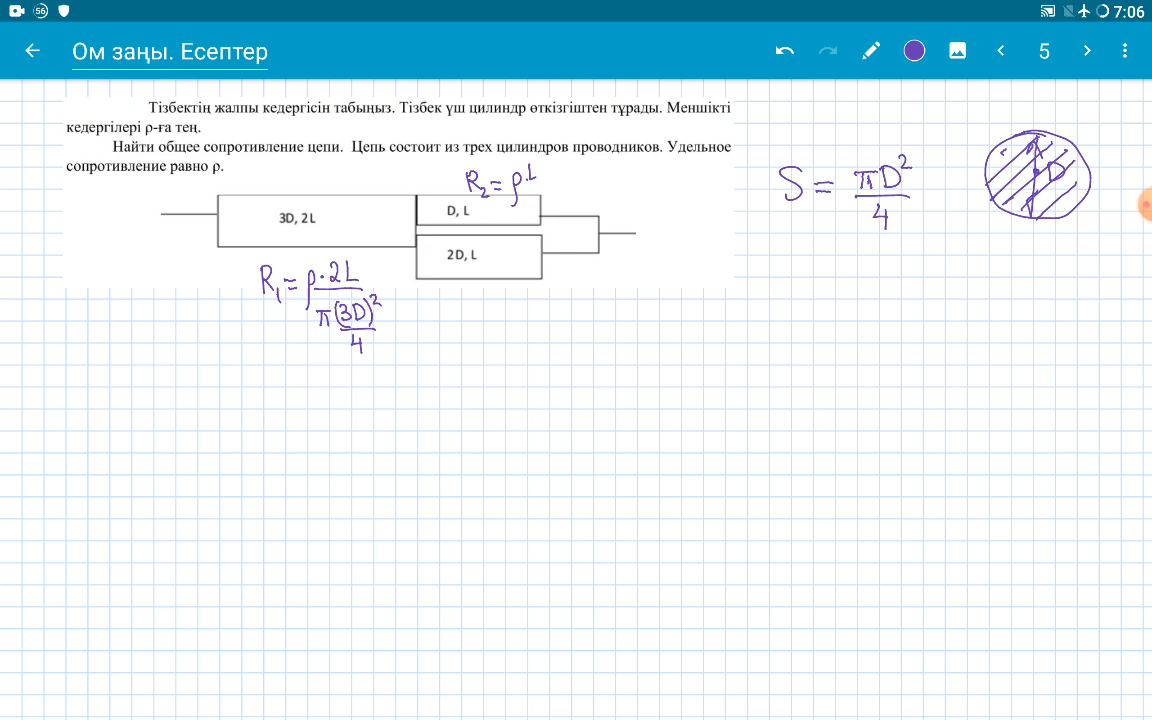 56
7:06
Ом заңы. Есептер
5
Тізбектің жалпы кедергісін табыңыз. Тізбек үш цилиндр өткізгіштен тұрады. Меншікті
кедергілері ρ-ға тең.
Найти общее сопротивление цепи. Цепь состоит из трех цилиндров проводников. Удельное
сопротивление равно ρ.
R₂ = ρ·L
S = πD²/4
D
3D, 2L
D, L
2D, L
R₁ = ρ·2L
π(3D)²
4